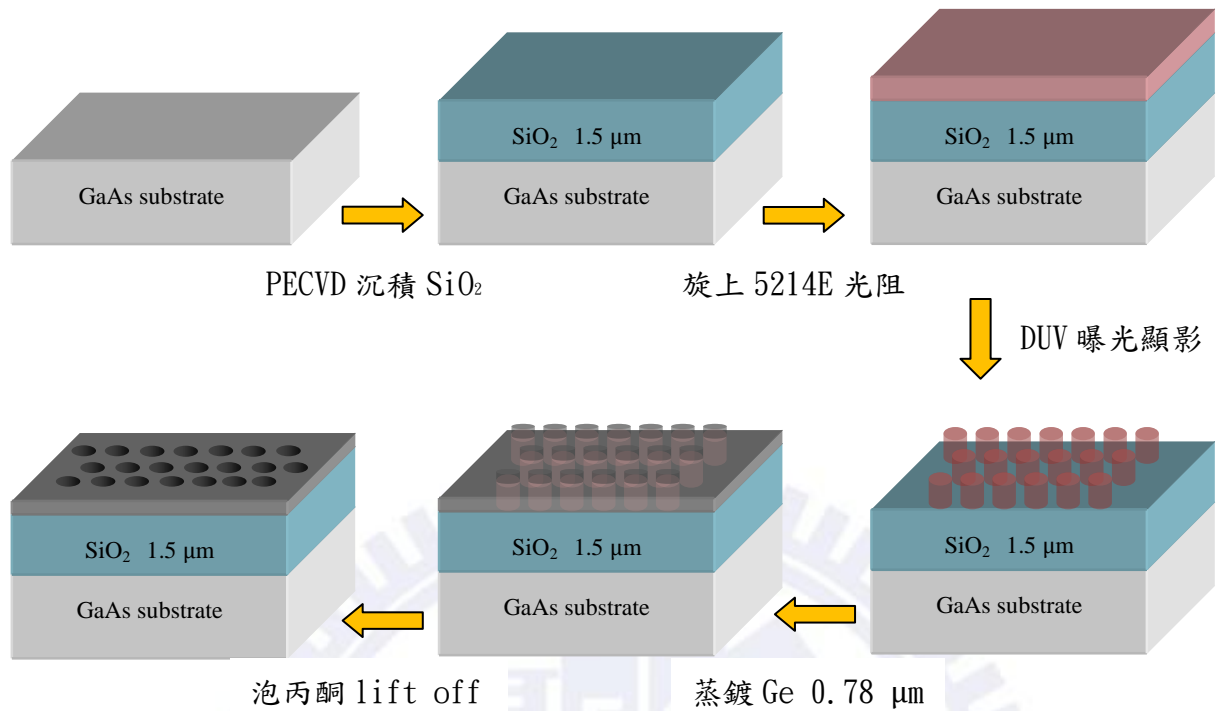 SiO₂ 1.5 μm
SiO₂ 1.5 μm
GaAs substrate
GaAs substrate
GaAs substrate
PECVD 沉積 SiO₂
旋上 5214E 光阻
DUV 曝光顯影
SiO₂ 1.5 μm
SiO₂ 1.5 μm
SiO₂ 1.5 μm
GaAs substrate
GaAs substrate
GaAs substrate
泡丙酮 lift off
蒸鍍 Ge 0.78 μm